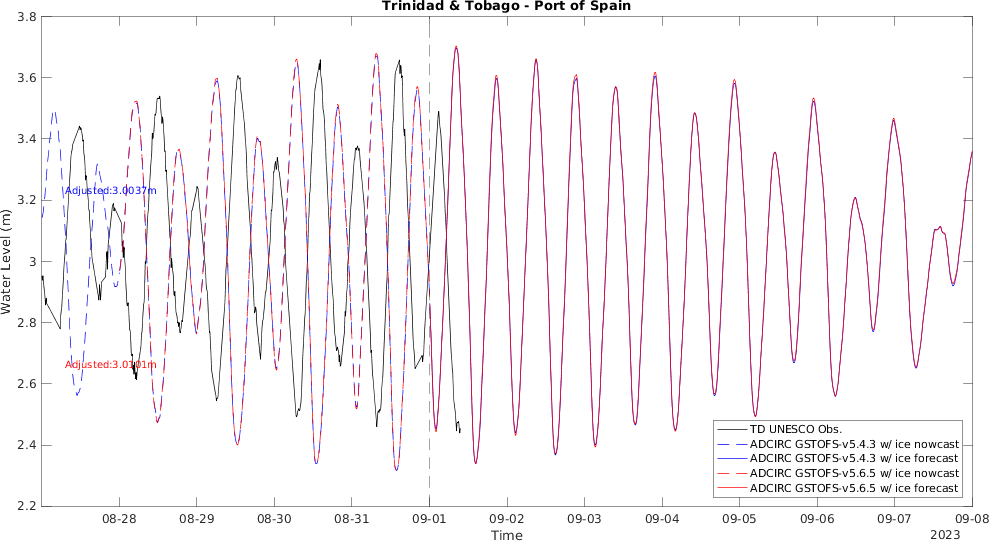 Trinidad & Tobago - Port of Spain
3.8
3.6
3.4
3.2
3
2.8
2.6
2.4
2.2
Water Level (m)
Adjusted:3.0037m
Adjusted:3.0101m
TD UNESCO Obs.
ADCIRC GSTOFS-v5.4.3 w/ ice nowcast
ADCIRC GSTOFS-v5.4.3 w/ ice forecast
ADCIRC GSTOFS-v5.6.5 w/ ice nowcast
ADCIRC GSTOFS-v5.6.5 w/ ice forecast
08-28 08-29 08-30 08-31 09-01 09-02 09-03 09-04 09-05 09-06 09-07 09-08
Time
2023